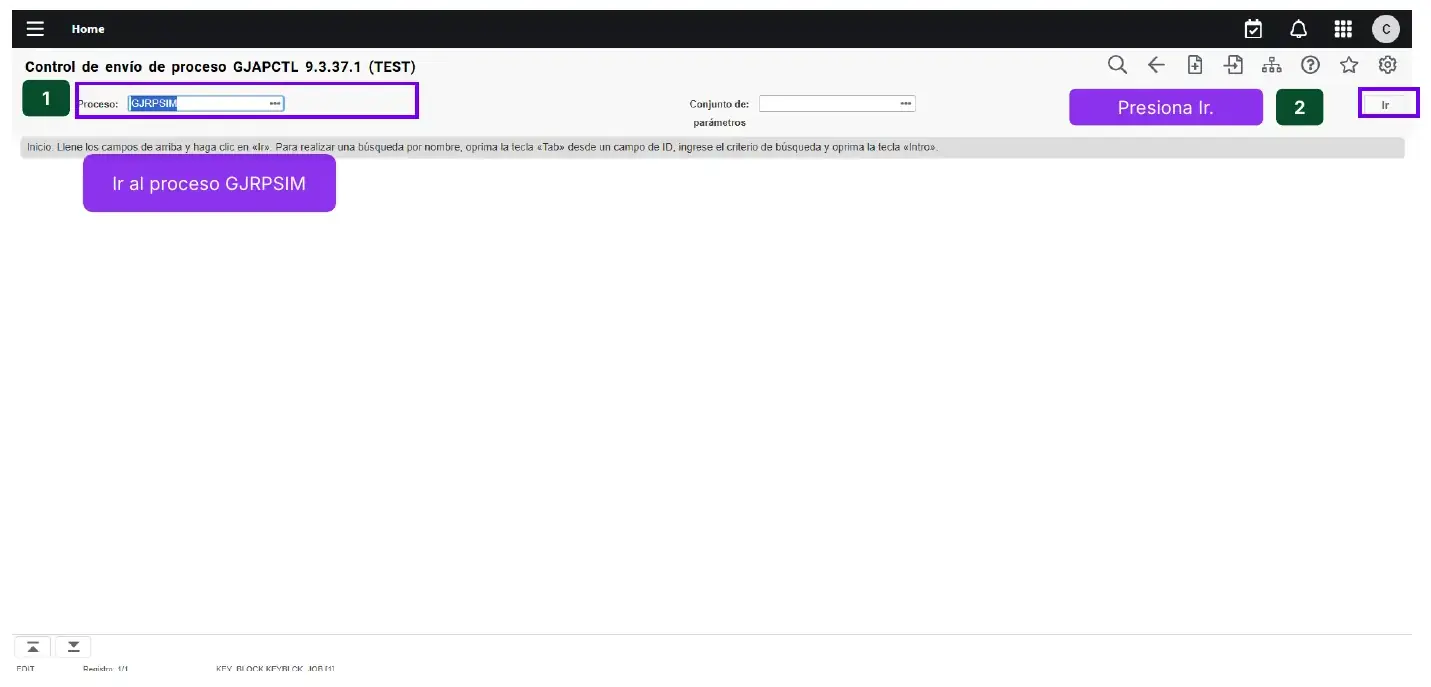 Home
C
Control de envío de proceso GJAPCTL 9.3.37.1 (TEST)
1
Proceso: GJRPSIM
Conjunto de:
parámetros
Presiona Ir.
2
Ir
Inicio: Llene los campos de arriba y haga clic en «Ir». Para realizar una búsqueda por nombre, oprima la tecla «Tab» desde un campo de ID, ingrese el criterio de búsqueda y oprima la tecla «Intro».
Ir al proceso GJRPSIM
EDIT
Registro: 1/1
KEY_BLOCK.KEYBLCK_JOB [1]